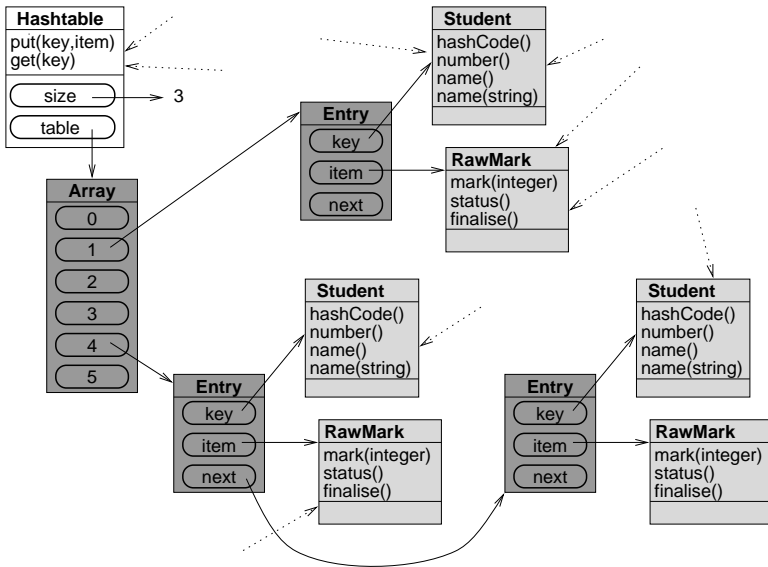 Hashtable
put(key,item)
get(key)
size
3
table
Array
0
1
2
3
4
5
Entry
key
item
next
Student
hashCode()
number()
name()
name(string)
RawMark
mark(integer)
status()
finalise()
Student
hashCode()
number()
name()
name(string)
Entry
key
item
next
RawMark
mark(integer)
status()
finalise()
Student
hashCode()
number()
name()
name(string)
Entry
key
item
next
RawMark
mark(integer)
status()
finalise()